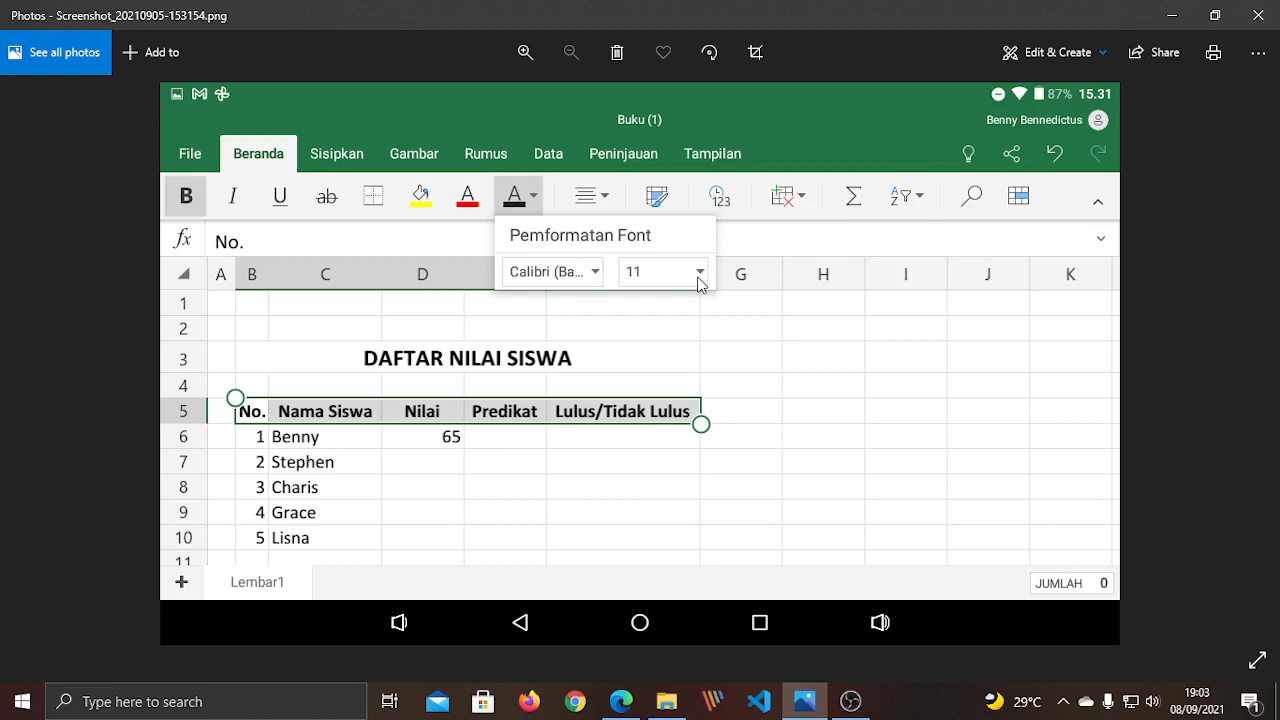 Photos - Screenshot_20210905-153154.png
See all photos
Add to
Edit & Create
Share
87% 15.31
Buku (1)
Benny Bennedictus
File Beranda Sisipkan Gambar Rumus Data Peninjauan Tampilan
B I U ab A A 123
fx No.
Pemformatan Font
Calibri (Ba... 11
A B C D G H I J K
1
2
3 DAFTAR NILAI SISWA
4
5 No. Nama Siswa Nilai Predikat Lulus/Tidak Lulus
6 1 Benny 65
7 2 Stephen
8 3 Charis
9 4 Grace
10 5 Lisna
11
Lembar1
JUMLAH 0
Type here to search
29°C
19:03
08/09/2021
1